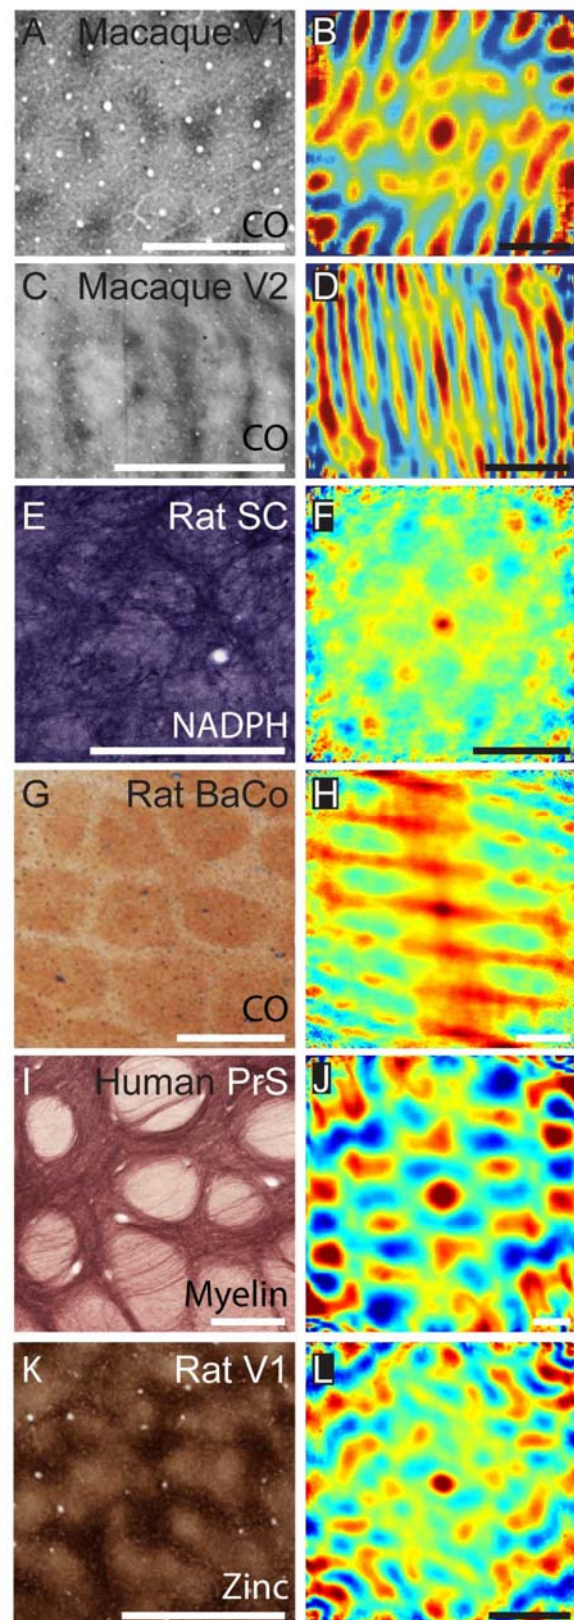 A Macaque V1
CO
B
C Macaque V2
CO
D
E Rat SC
NADPH
F
G Rat BaCo
CO
H
I Human PrS
Myelin
J
K Rat V1
Zinc
L